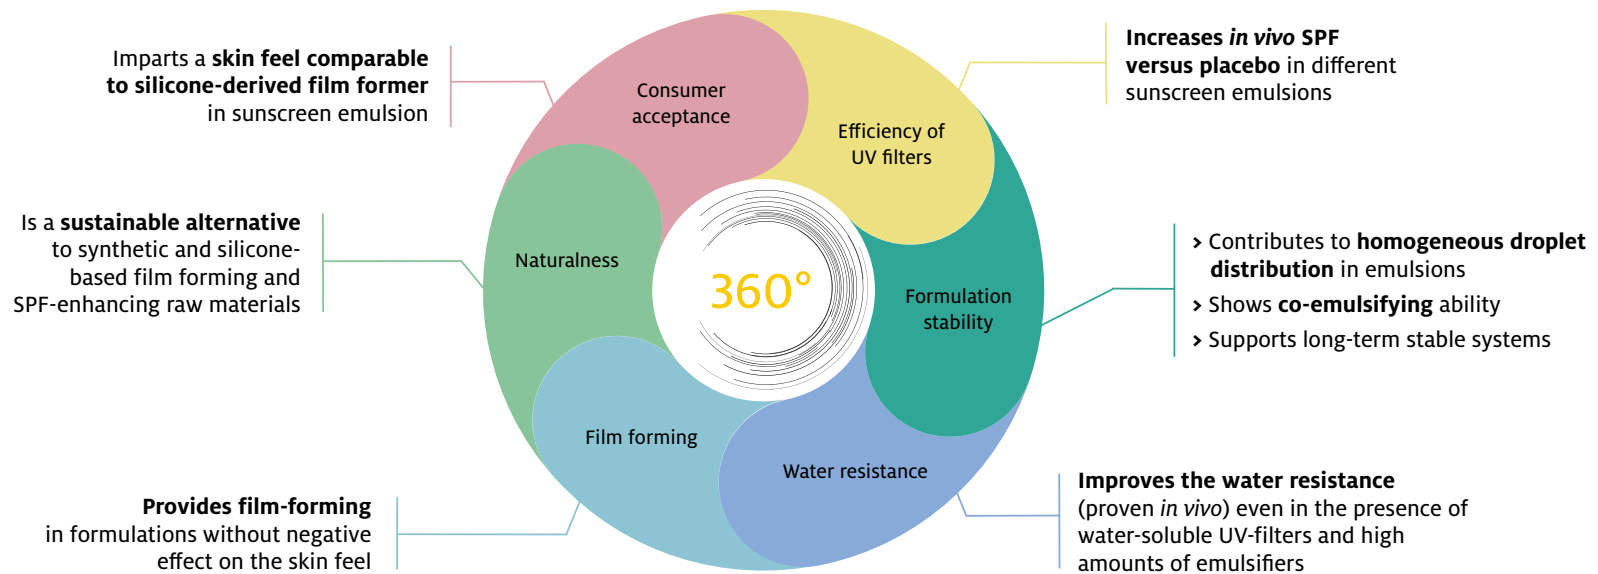 Imparts a skin feel comparable
to silicone-derived film former
in sunscreen emulsion
Consumer
acceptance
Increases in vivo SPF
versus placebo in different
sunscreen emulsions
Efficiency of
UV filters
Is a sustainable alternative
to synthetic and silicone-
based film forming and
SPF-enhancing raw materials
Naturalness
360°
Formulation
stability
› Contributes to homogeneous droplet
distribution in emulsions
› Shows co-emulsifying ability
› Supports long-term stable systems
Provides film-forming
in formulations without negative
effect on the skin feel
Film forming
Water resistance
Improves the water resistance
(proven in vivo) even in the presence of
water-soluble UV-filters and high
amounts of emulsifiers